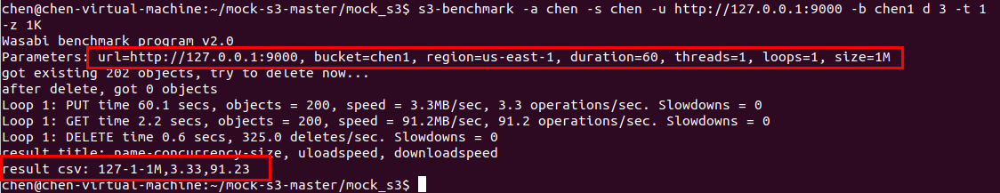 chen@chen-virtual-machine:~/mock-s3-master/mock_s3$ s3-benchmark -a chen -s chen -u http://127.0.0.1:9000 -b chen1 d 3 -t 1
-z 1K
Wasabi benchmark program v2.0
Parameters: url=http://127.0.0.1:9000, bucket=chen1, region=us-east-1, duration=60, threads=1, loops=1, size=1M
got existing 202 objects, try to delete now...
after delete, got 0 objects
Loop 1: PUT time 60.1 secs, objects = 200, speed = 3.3MB/sec, 3.3 operations/sec. Slowdowns = 0
Loop 1: GET time 2.2 secs, objects = 200, speed = 91.2MB/sec, 91.2 operations/sec. Slowdowns = 0
Loop 1: DELETE time 0.6 secs, 325.0 deletes/sec. Slowdowns = 0
result title: name-concurrency-size, uloadspeed, downloadspeed
result csv: 127-1-1M,3.33,91.23
chen@chen-virtual-machine:~/mock-s3-master/mock_s3$